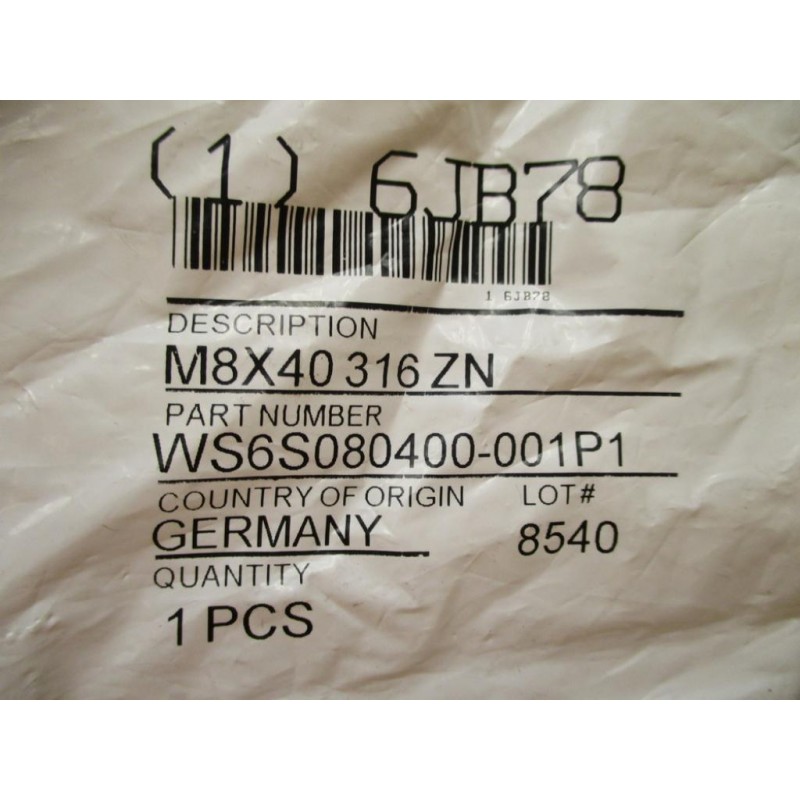 (1) 6JB78
1 6JB78
DESCRIPTION
M8X40 316 ZN
PART NUMBER
WS6S080400-001P1
COUNTRY OF ORIGIN LOT#
GERMANY 8540
QUANTITY
1 PCS